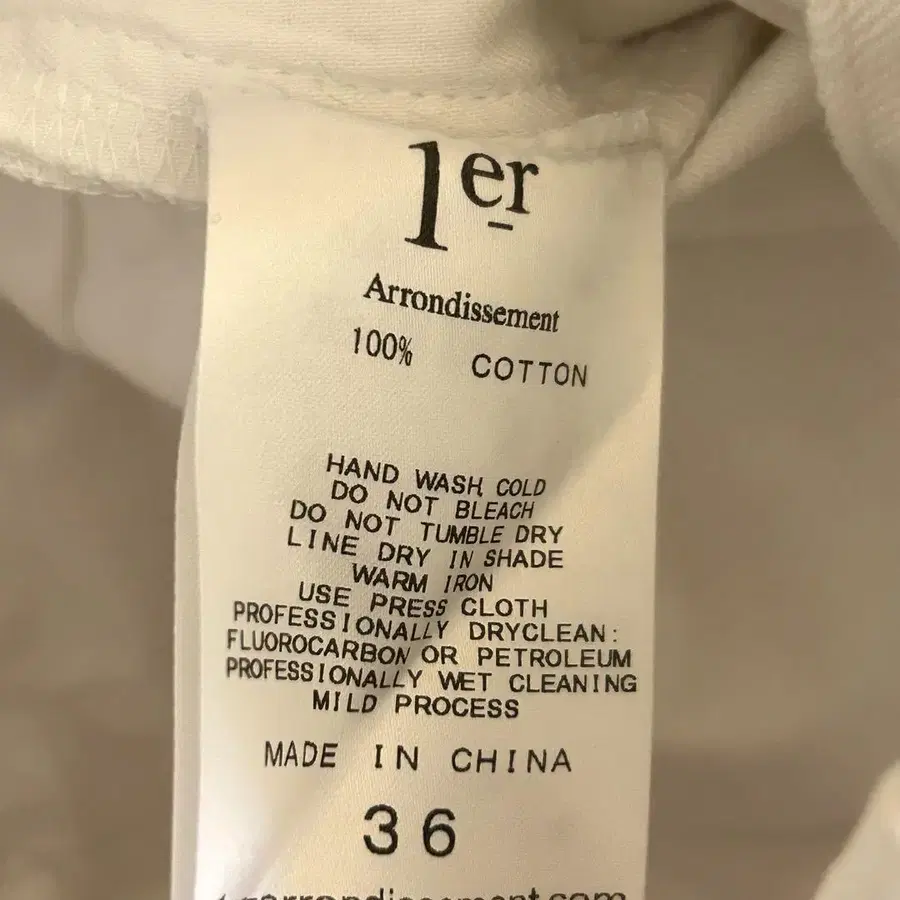 1er
Arrondissement
100% COTTON
HAND WASH COLD
DO NOT BLEACH
DO NOT TUMBLE DRY
LINE DRY IN SHADE
WARM IRON
USE PRESS CLOTH
PROFESSIONALLY DRYCLEAN:
FLUOROCARBON OR PETROLEUM
PROFESSIONALLY WET CLEANING
MILD PROCESS
MADE IN CHINA
36